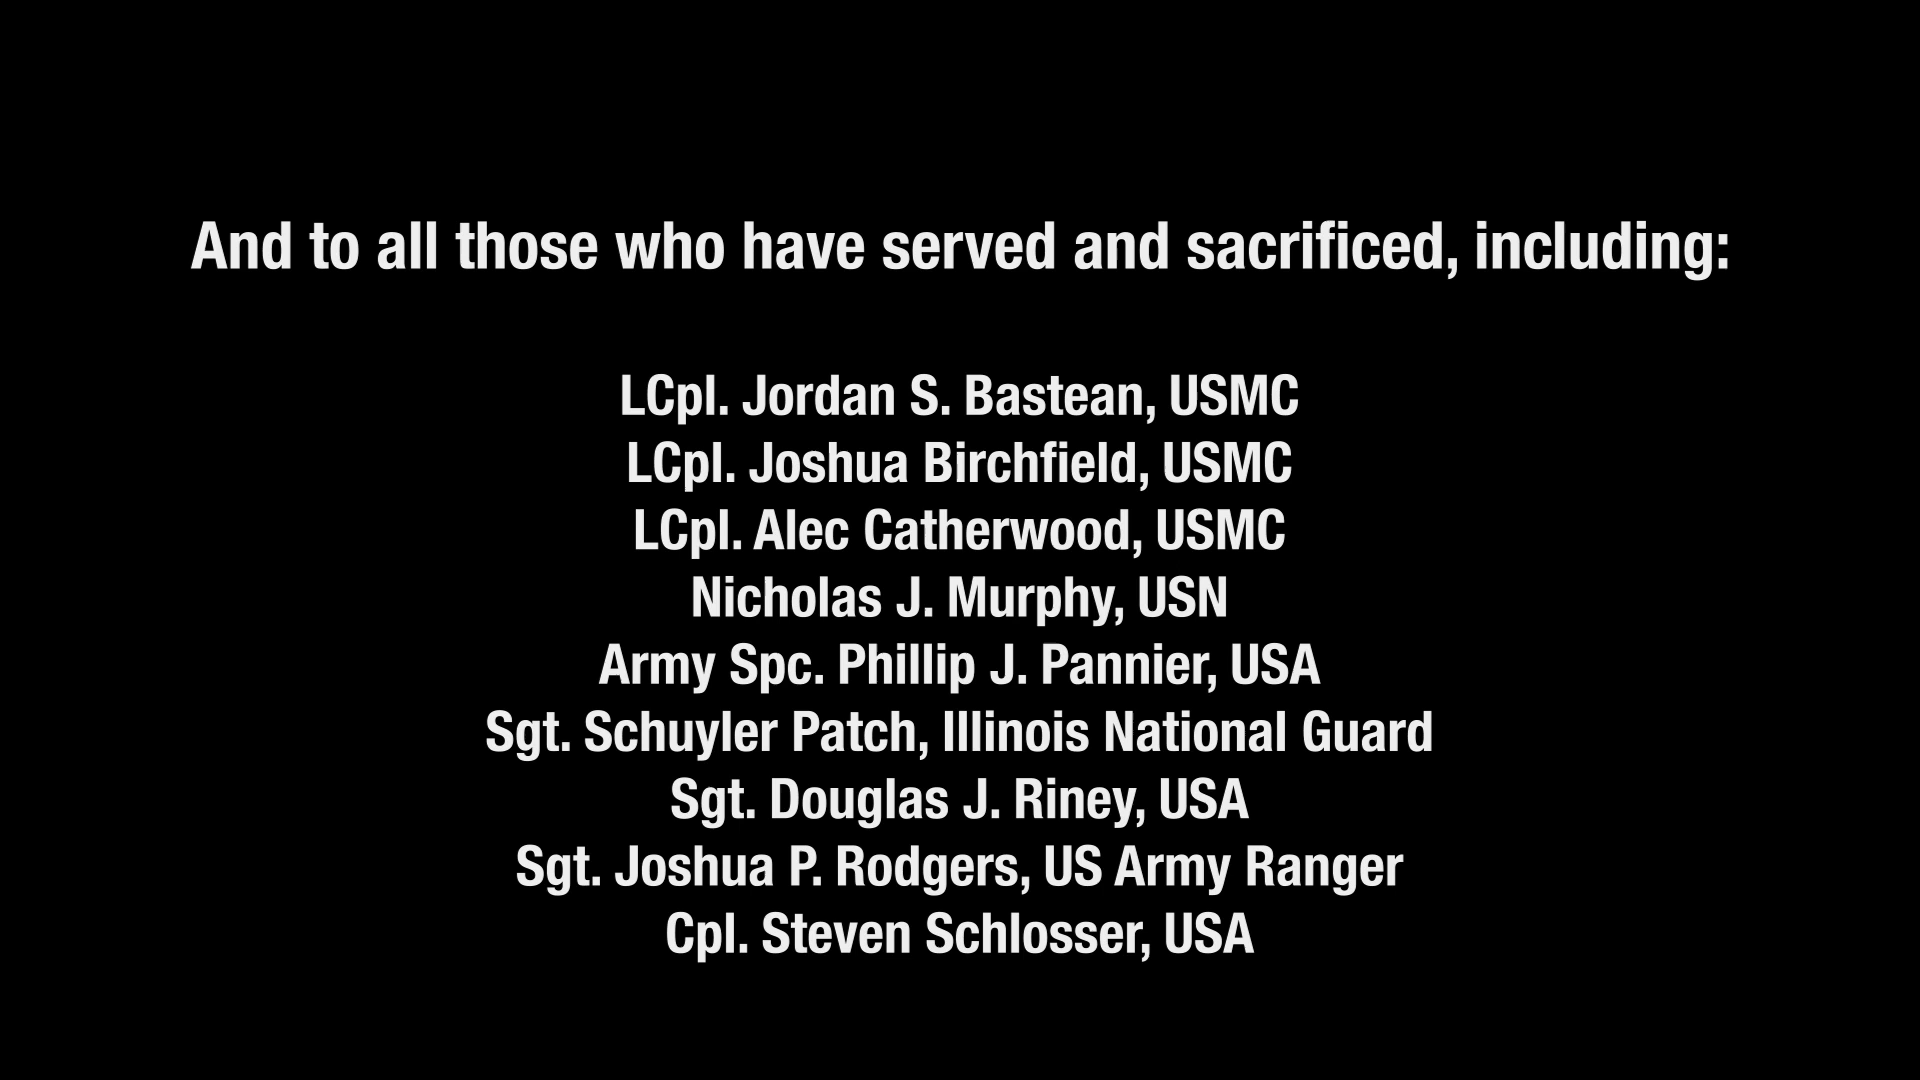 And to all those who have served and sacrificed, including:
LCpl. Jordan S. Bastean, USMC
LCpl. Joshua Birchfield, USMC
LCpl. Alec Catherwood, USMC
Nicholas J. Murphy, USN
Army Spc. Phillip J. Pannier, USA
Sgt. Schuyler Patch, Illinois National Guard
Sgt. Douglas J. Riney, USA
Sgt. Joshua P. Rodgers, US Army Ranger
Cpl. Steven Schlosser, USA